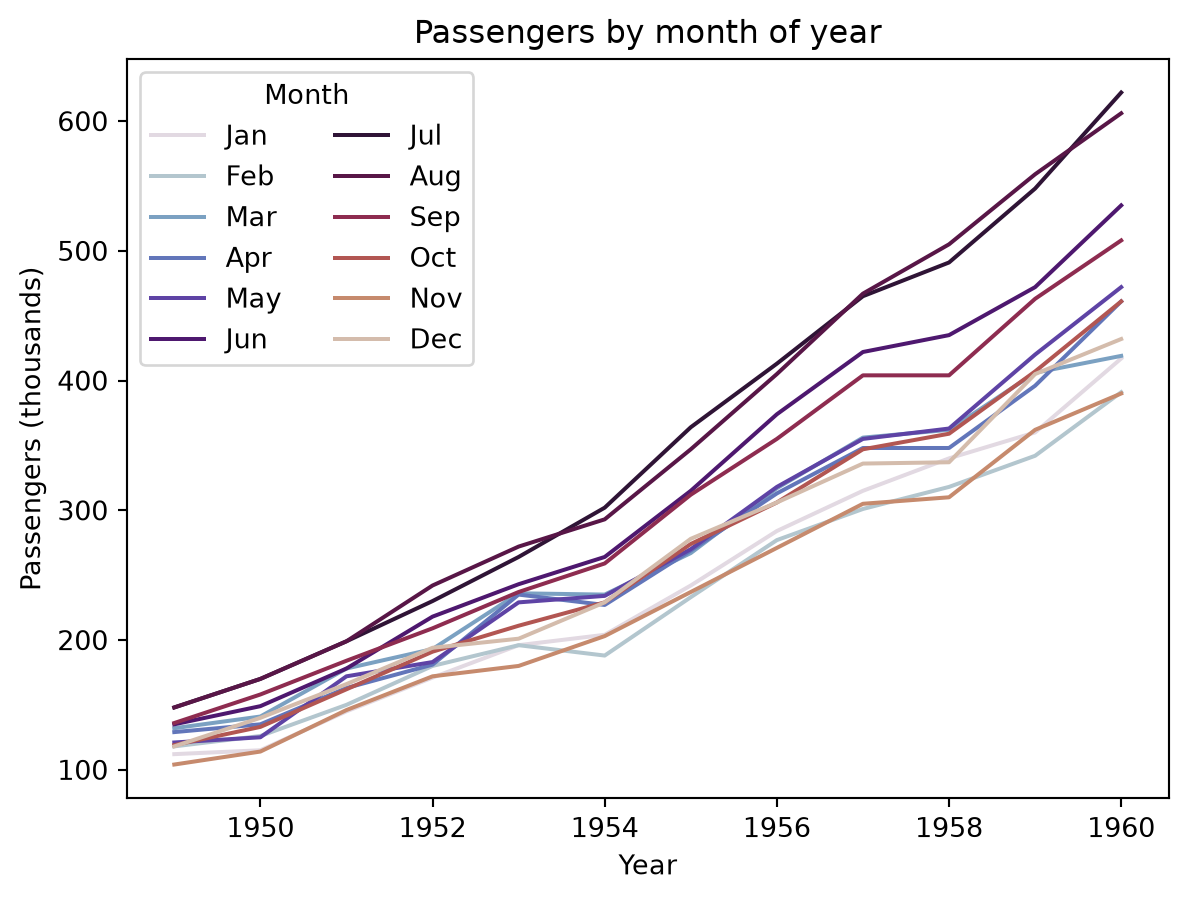 Passengers by month of year
Month
Jan
Feb
Mar
Apr
May
Jun
Jul
Aug
Sep
Oct
Nov
Dec
Passengers (thousands)
600
500
400
300
200
100
1950 1952 1954 1956 1958 1960
Year